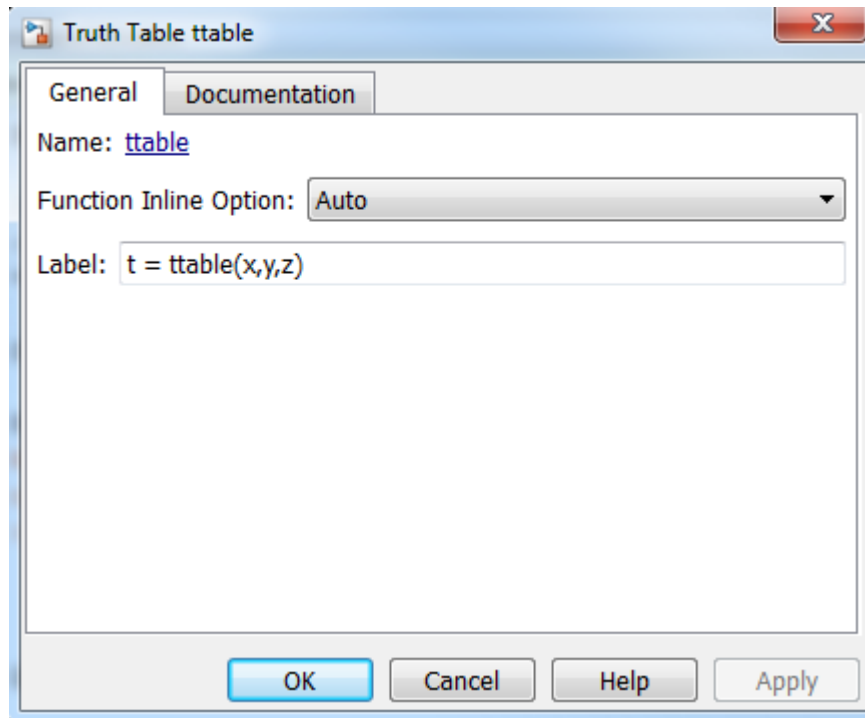 Truth Table ttable
General Documentation
Name: ttable
Function Inline Option: Auto
Label: t = ttable(x,y,z)
OK Cancel Help Apply